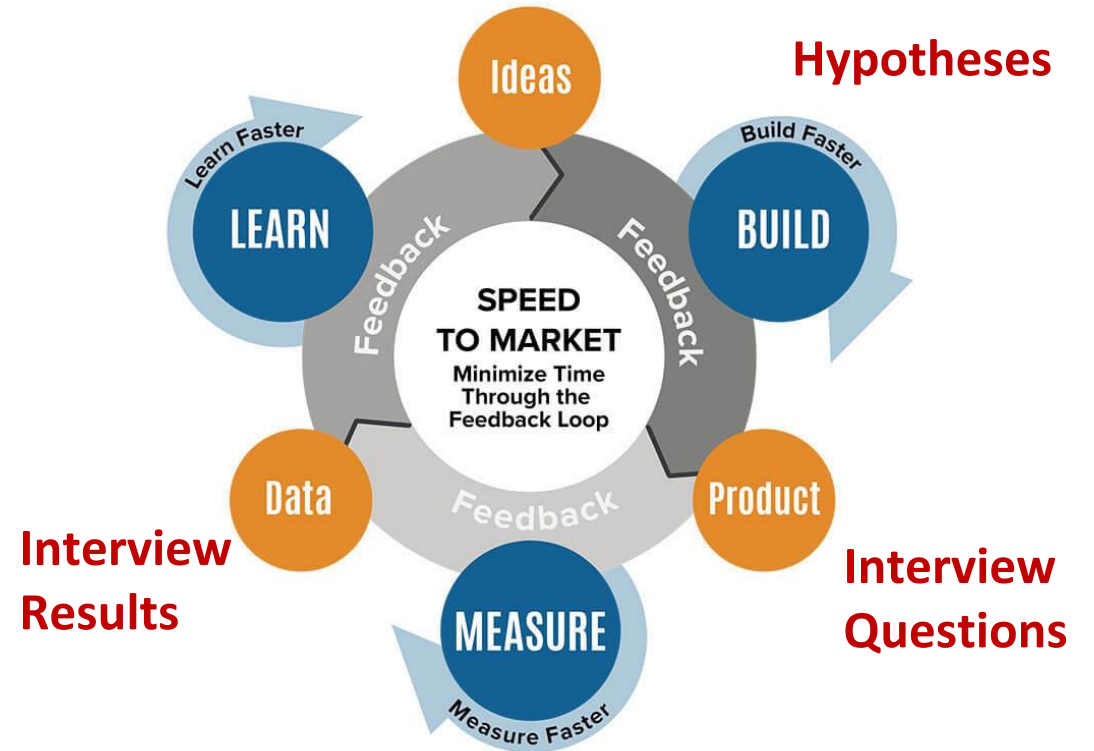 Ideas
Hypotheses
Learn Faster
Build Faster
LEARN
BUILD
Feedback
Feedback
SPEED
TO MARKET
Minimize Time
Through the
Feedback Loop
Data
Product
Feedback
Interview
Results
Interview
Questions
MEASURE
Measure Faster